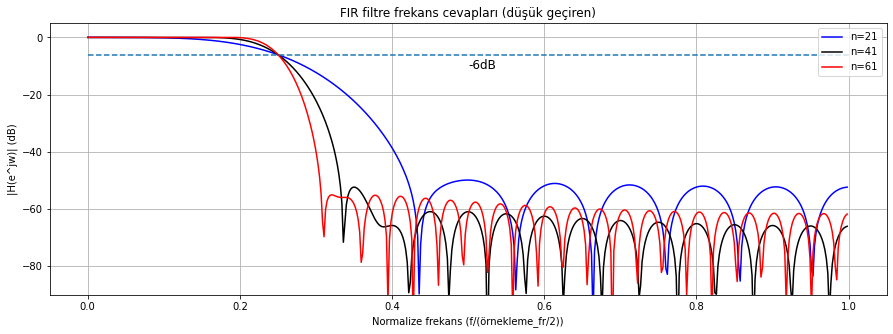 FIR filtre frekans cevapları (düşük geçiren)
|H(e^jw)| (dB)
0
−20
−40
−60
−80
-6dB
n=21
n=41
n=61
0.0
0.2
0.4
0.6
0.8
1.0
Normalize frekans (f/(örnekleme_fr/2))